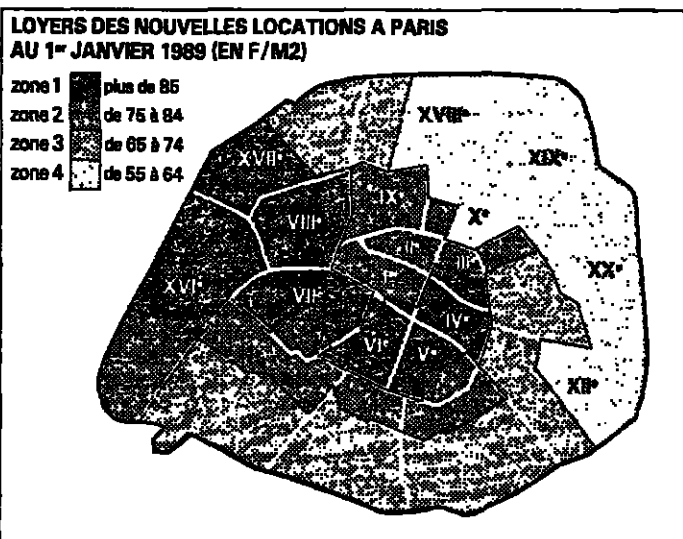 LOYERS DES NOUVELLES LOCATIONS A PARIS
AU 1er JANVIER 1989 (EN F/M2)
zone 1 plus de 85
zone 2 de 75 à 84
zone 3 de 65 à 74
zone 4 de 55 à 64
XVIIIe
XVIIe
XIXe
IXe
Xe
VIIIe
IIe
IIIe
Ie
XXe
XVIe
VIIe
IVe
VIe
Ve
XIIe